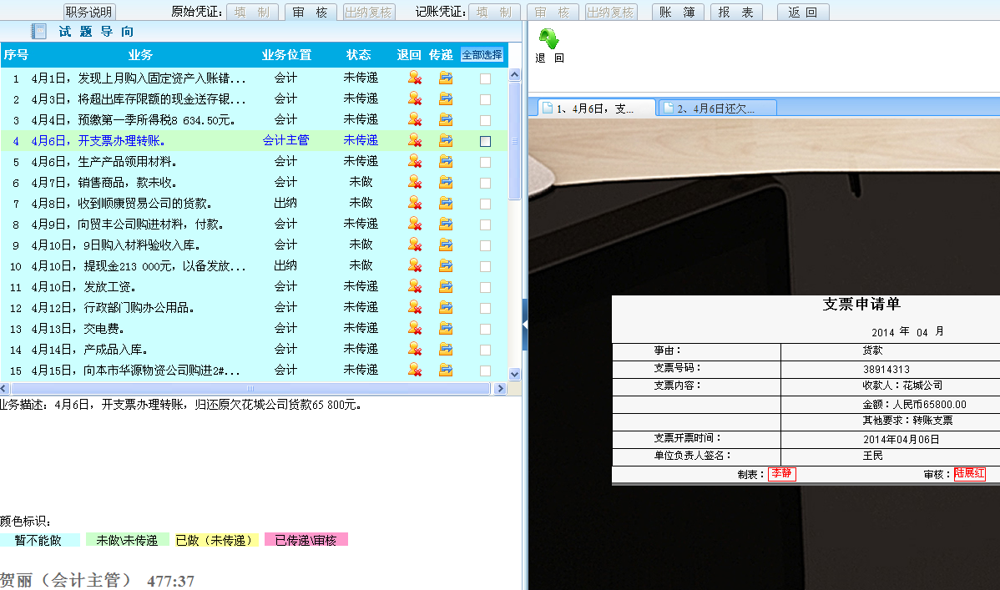 职务说明 原始凭证: 填 制 审 核 出纳复核 记账凭证: 填 制 审 核 出纳复核 账 簿 报 表 返 回
试 题 导 向
序号 业务 业务位置 状态 退回 传递 全部选择
1 4月1日，发现上月购入固定资产入账错... 会计 未传递
2 4月3日，将超出库存限额的现金送存银... 会计 未传递
3 4月4日，预缴第一季所得税8 634.50元。 会计 未传递
4 4月6日，开支票办理转账。 会计主管 未传递
5 4月6日，生产产品领用材料。 会计 未传递
6 4月7日，销售商品，款未收。 会计 未做
7 4月8日，收到顺康贸易公司的货款。 出纳 未做
8 4月9日，向贸丰公司购进材料，付款。 会计 未传递
9 4月10日，9日购入材料验收入库。 会计 未做
10 4月10日，提现金213 000元，以备发放... 出纳 未做
11 4月10日，发放工资。 会计 未传递
12 4月12日，行政部门购办公用品。 会计 未传递
13 4月13日，交电费。 会计 未传递
14 4月14日，产成品入库。 会计 未传递
15 4月15日，向本市华源物资公司购进2#... 会计 未传递
业务描述：4月6日，开支票办理转账，归还原欠花城公司货款65 800元。
颜色标识：
暂不能做 未做\未传递 已做（未传递） 已传递\审核
贺丽（会计主管） 477:37
退 回
1、4月6日，支... 2、4月6日还欠...
支票申请单
2014 年 04 月
事由： 货款
支票号码： 38914313
支票内容： 收款人：花城公司
金额：人民币65800.00
其他要求：转账支票
支票开票时间： 2014年04月06日
单位负责人签名： 王民
制表： 李静 审核： 陆展红